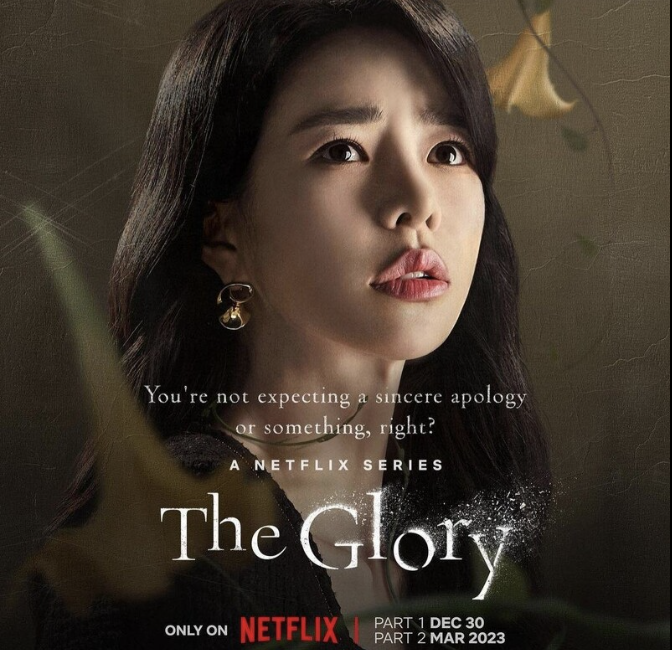 You're not expecting a sincere apology
or something, right?
A NETFLIX SERIES
The Glory
ONLY ON NETFLIX | PART 1 DEC 30
PART 2 MAR 2023